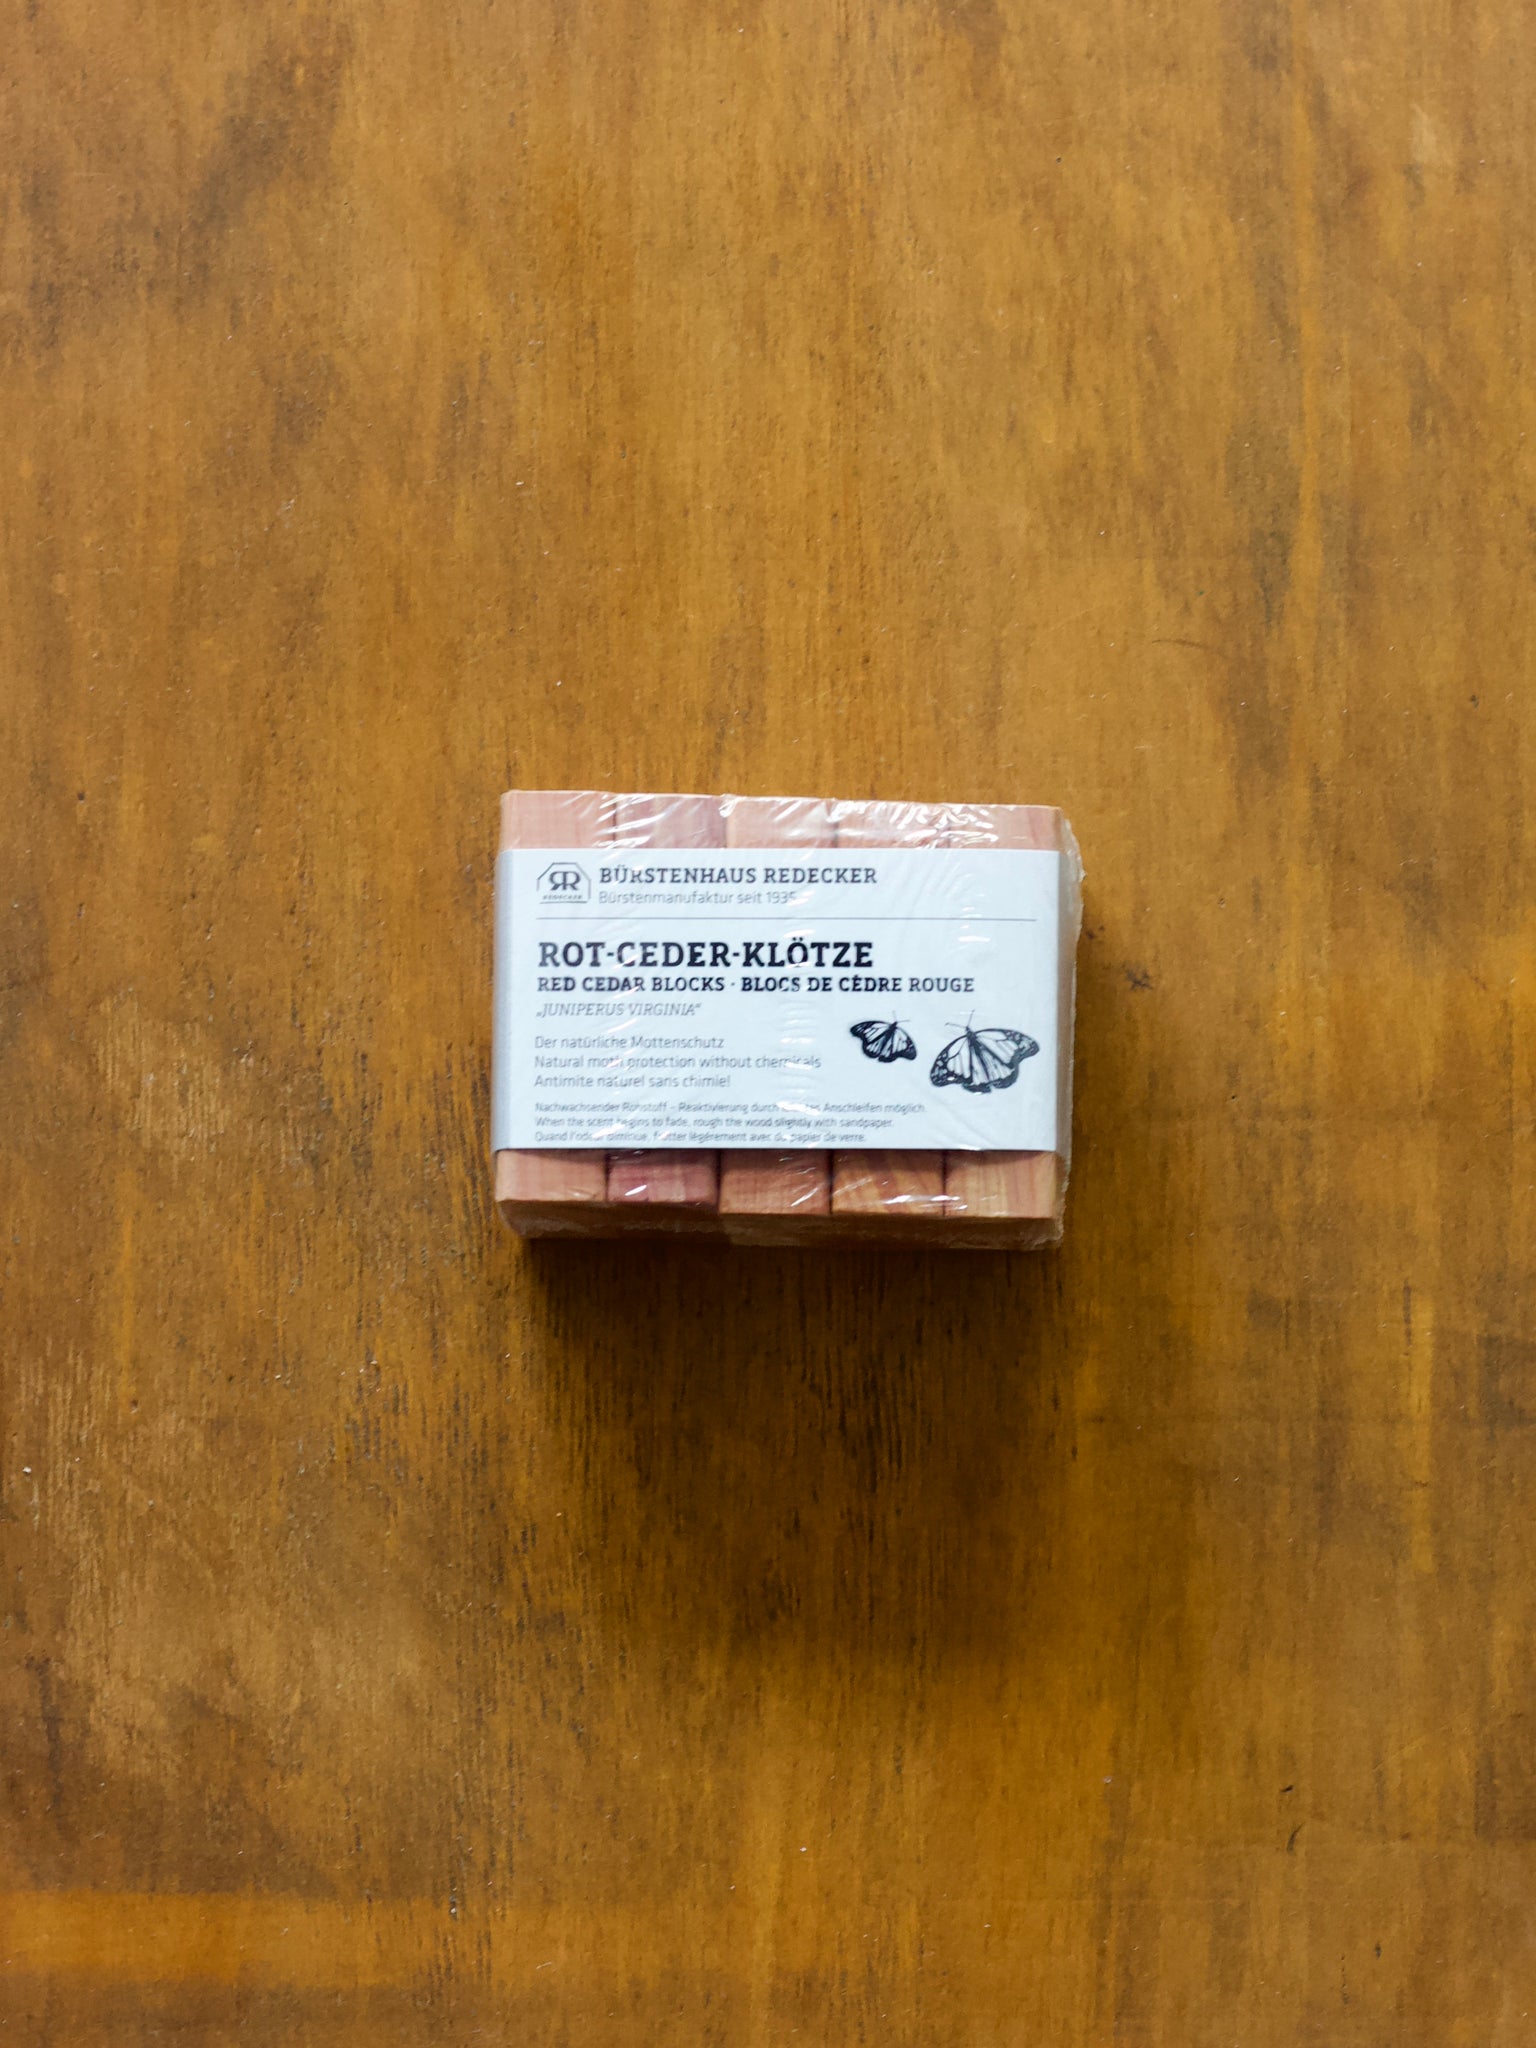 RR
REDECKER
BÜRSTENHAUS REDECKER
Bürstenmanufaktur seit 1935
ROT-CEDER-KLÖTZE
RED CEDAR BLOCKS · BLOCS DE CÈDRE ROUGE
„JUNIPERUS VIRGINIA“
Der natürliche Mottenschutz
Natural moth protection without chemicals
Antimite naturel sans chimie!
Nachwachsender Rohstoff – Reaktivierung durch Anschleifen möglich.
When the scent begins to fade, rough the wood slightly with sandpaper.
Quand l'odeur diminue, frotter légèrement avec du papier de verre.